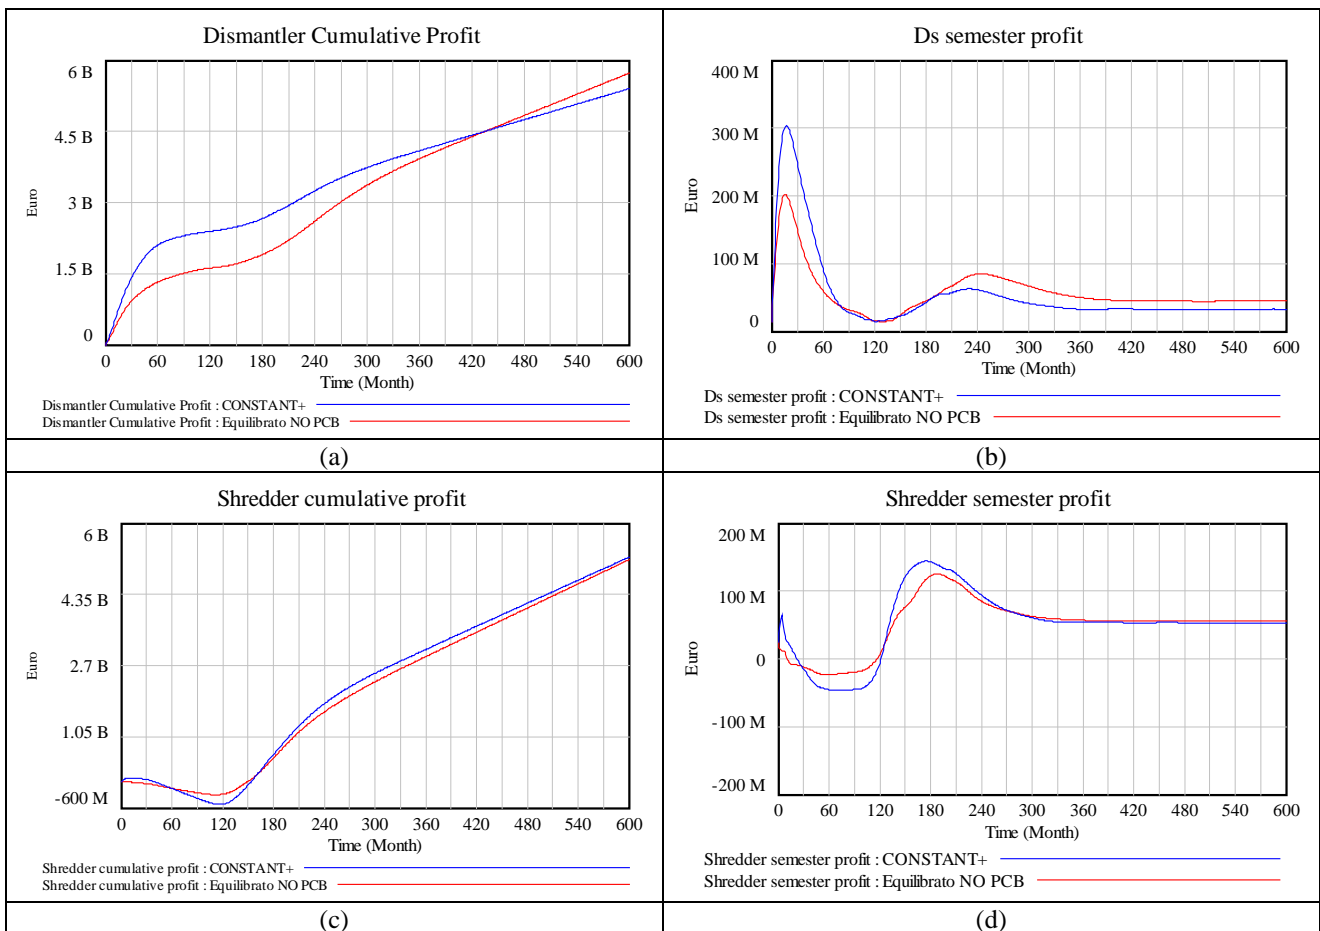 Dismantler Cumulative Profit
6 B
4.5 B
3 B
1.5 B
0
Euro
0 60 120 180 240 300 360 420 480 540 600
Time (Month)
Dismantler Cumulative Profit : CONSTANT+
Dismantler Cumulative Profit : Equilibrato NO PCB
(a)
Ds semester profit
400 M
300 M
200 M
100 M
0
Euro
0 60 120 180 240 300 360 420 480 540 600
Time (Month)
Ds semester profit : CONSTANT+
Ds semester profit : Equilibrato NO PCB
(b)
Shredder cumulative profit
6 B
4.35 B
2.7 B
1.05 B
-600 M
Euro
0 60 120 180 240 300 360 420 480 540 600
Time (Month)
Shredder cumulative profit : CONSTANT+
Shredder cumulative profit : Equilibrato NO PCB
(c)
Shredder semester profit
200 M
100 M
0
-100 M
-200 M
Euro
0 60 120 180 240 300 360 420 480 540 600
Time (Month)
Shredder semester profit : CONSTANT+
Shredder semester profit : Equilibrato NO PCB
(d)